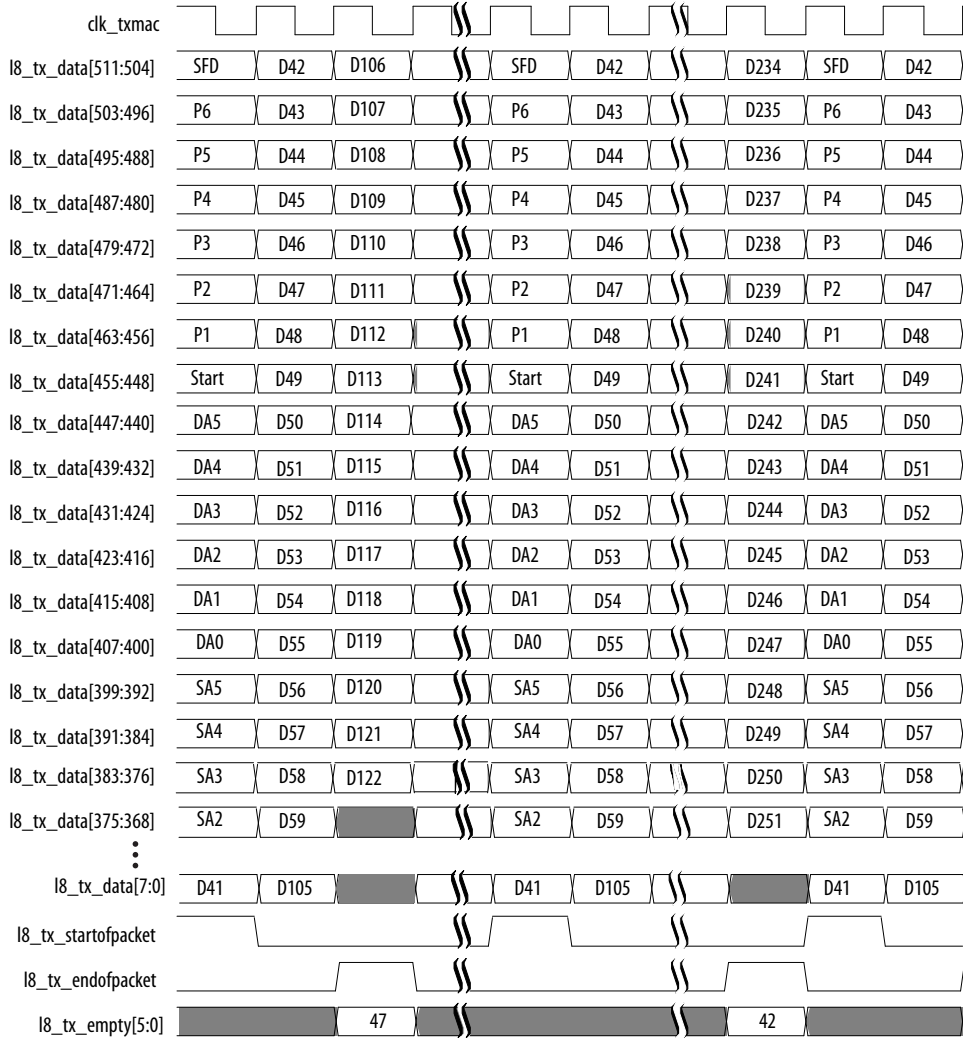 clk_txmac
l8_tx_data[511:504] SFD D42 D106 SFD D42 D234 SFD D42
l8_tx_data[503:496] P6 D43 D107 P6 D43 D235 P6 D43
l8_tx_data[495:488] P5 D44 D108 P5 D44 D236 P5 D44
l8_tx_data[487:480] P4 D45 D109 P4 D45 D237 P4 D45
l8_tx_data[479:472] P3 D46 D110 P3 D46 D238 P3 D46
l8_tx_data[471:464] P2 D47 D111 P2 D47 D239 P2 D47
l8_tx_data[463:456] P1 D48 D112 P1 D48 D240 P1 D48
l8_tx_data[455:448] Start D49 D113 Start D49 D241 Start D49
l8_tx_data[447:440] DA5 D50 D114 DA5 D50 D242 DA5 D50
l8_tx_data[439:432] DA4 D51 D115 DA4 D51 D243 DA4 D51
l8_tx_data[431:424] DA3 D52 D116 DA3 D52 D244 DA3 D52
l8_tx_data[423:416] DA2 D53 D117 DA2 D53 D245 DA2 D53
l8_tx_data[415:408] DA1 D54 D118 DA1 D54 D246 DA1 D54
l8_tx_data[407:400] DA0 D55 D119 DA0 D55 D247 DA0 D55
l8_tx_data[399:392] SA5 D56 D120 SA5 D56 D248 SA5 D56
l8_tx_data[391:384] SA4 D57 D121 SA4 D57 D249 SA4 D57
l8_tx_data[383:376] SA3 D58 D122 SA3 D58 D250 SA3 D58
l8_tx_data[375:368] SA2 D59 SA2 D59 D251 SA2 D59
l8_tx_data[7:0] D41 D105 D41 D105 D41 D105
l8_tx_startofpacket
l8_tx_endofpacket
l8_tx_empty[5:0] 47 42